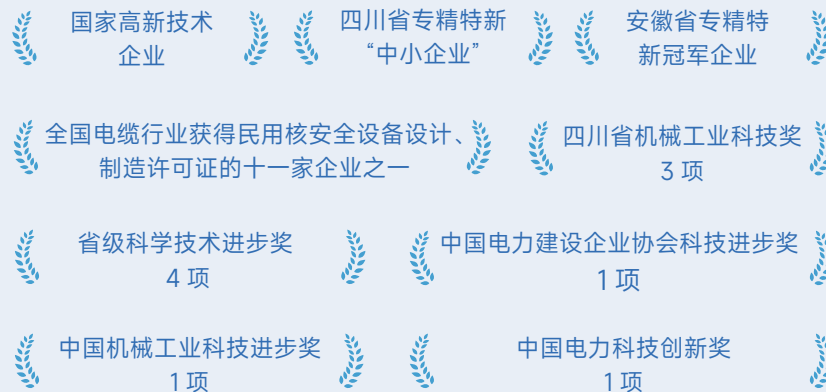 国家高新技术
企业
四川省专精特新
“中小企业”
安徽省专精特
新冠军企业
全国电缆行业获得民用核安全设备设计、
制造许可证的十一家企业之一
四川省机械工业科技奖
3 项
省级科学技术进步奖
4 项
中国电力建设企业协会科技进步奖
1 项
中国机械工业科技进步奖
1 项
中国电力科技创新奖
1 项